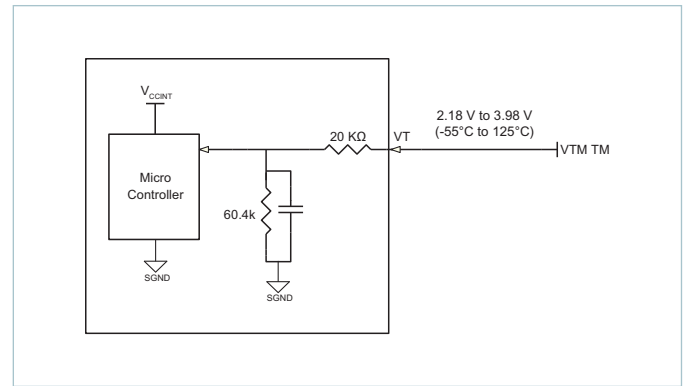 V_CCINT
2.18 V to 3.98 V
(-55°C to 125°C)
20 KΩ
VT
VTM TM
Micro
Controller
60.4k
SGND
SGND